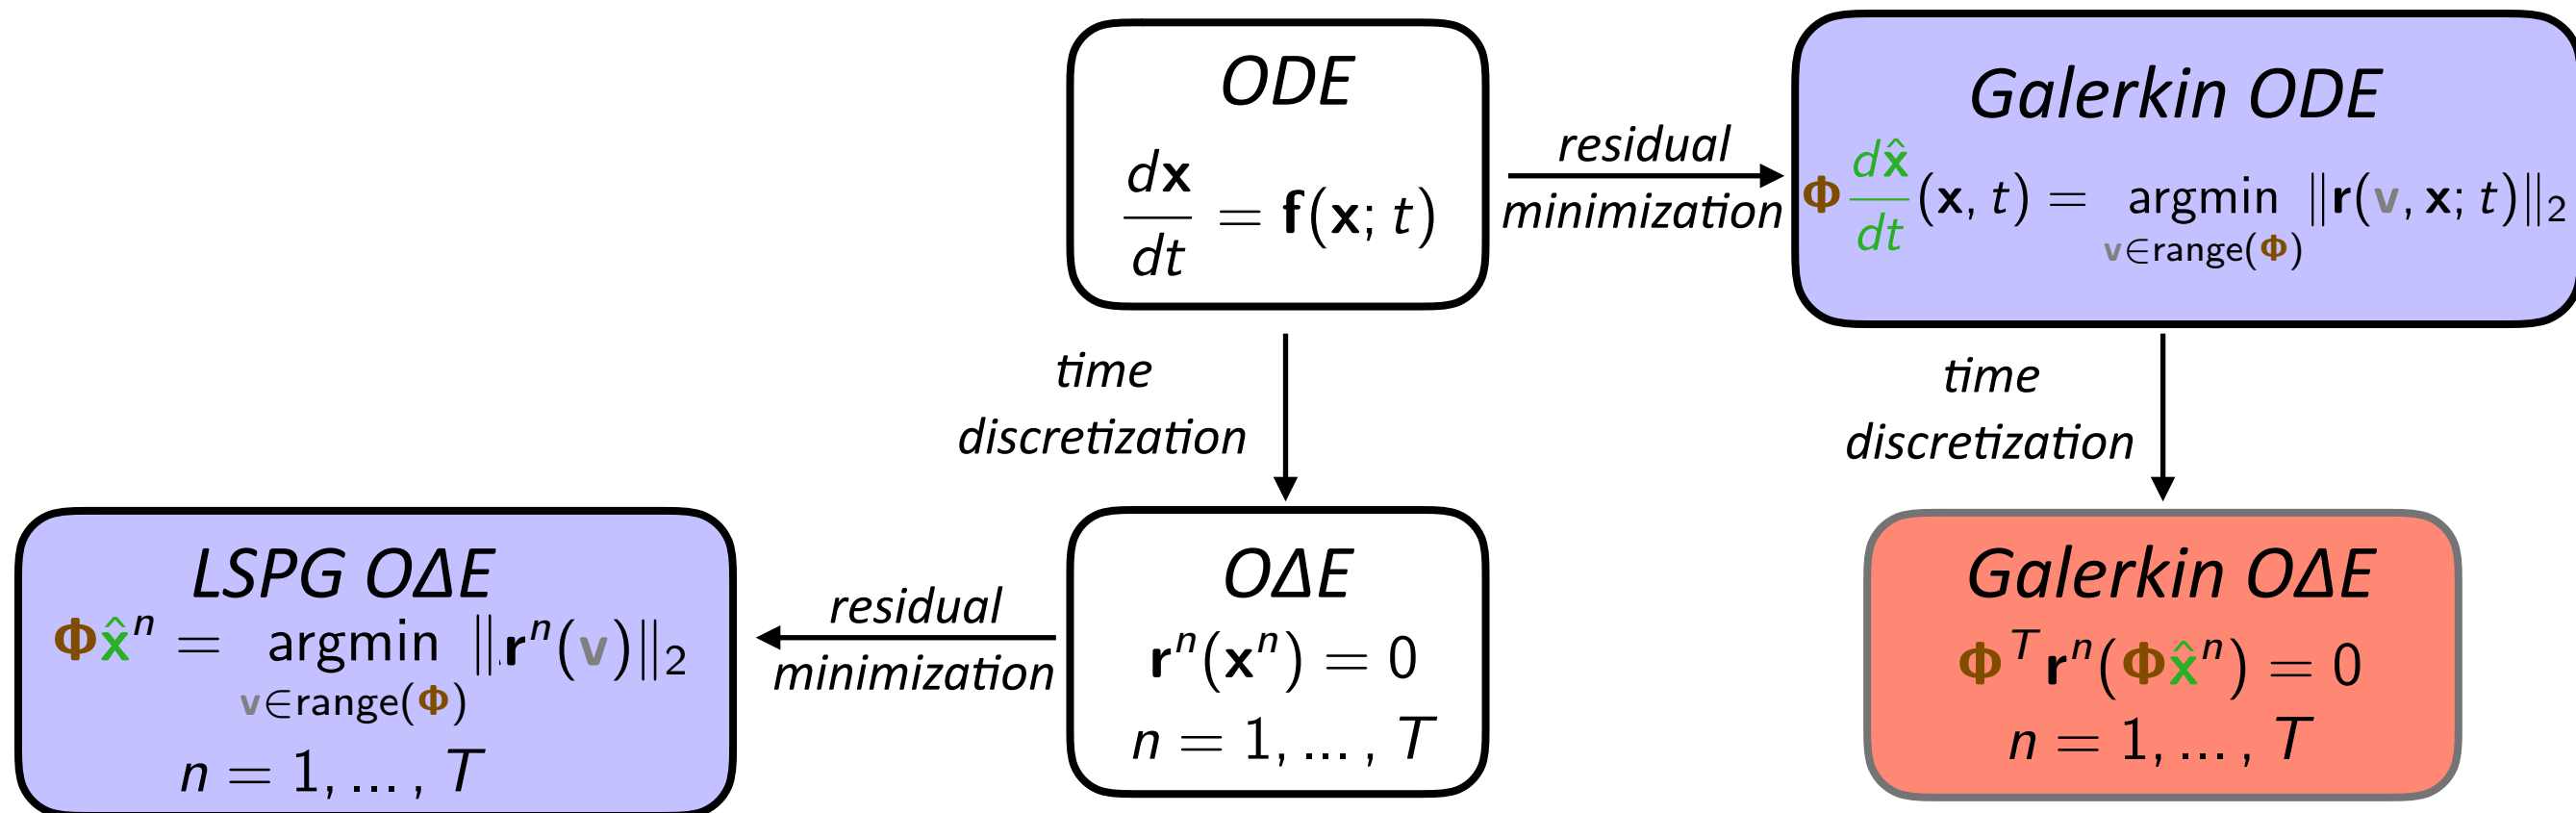 ODE
dx/dt = f(x; t)
residual
minimization
Galerkin ODE
Φ dx̂/dt (x, t) = argmin ‖r(v, x; t)‖₂
v∈range(Φ)
time
discretization
time
discretization
LSPG OΔE
Φx̂ⁿ = argmin ‖rⁿ(v)‖₂
v∈range(Φ)
n = 1, ... , T
residual
minimization
OΔE
rⁿ(xⁿ) = 0
n = 1, ... , T
Galerkin OΔE
Φᵀrⁿ(Φx̂ⁿ) = 0
n = 1, ... , T